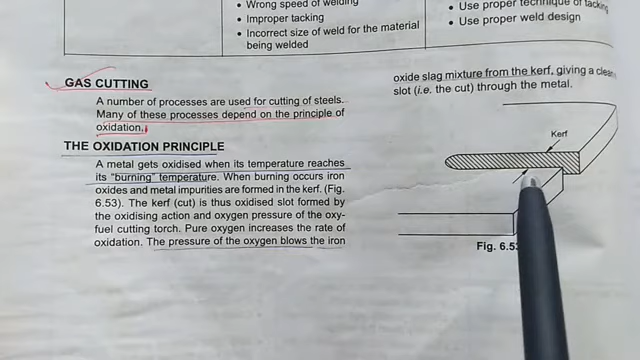 • Wrong speed of welding
• Improper tacking
• Incorrect size of weld for the material
being welded
• Use proper technique of tacking
• Use proper weld design
GAS CUTTING
A number of processes are used for cutting of steels.
Many of these processes depend on the principle of
oxidation.
THE OXIDATION PRINCIPLE
A metal gets oxidised when its temperature reaches
its "burning" temperature. When burning occurs iron
oxides and metal impurities are formed in the kerf. (Fig.
6.53). The kerf (cut) is thus oxidised slot formed by
the oxidising action and oxygen pressure of the oxy-
fuel cutting torch. Pure oxygen increases the rate of
oxidation. The pressure of the oxygen blows the iron
oxide slag mixture from the kerf, giving a clean
slot (i.e. the cut) through the metal.
Kerf
Fig. 6.53